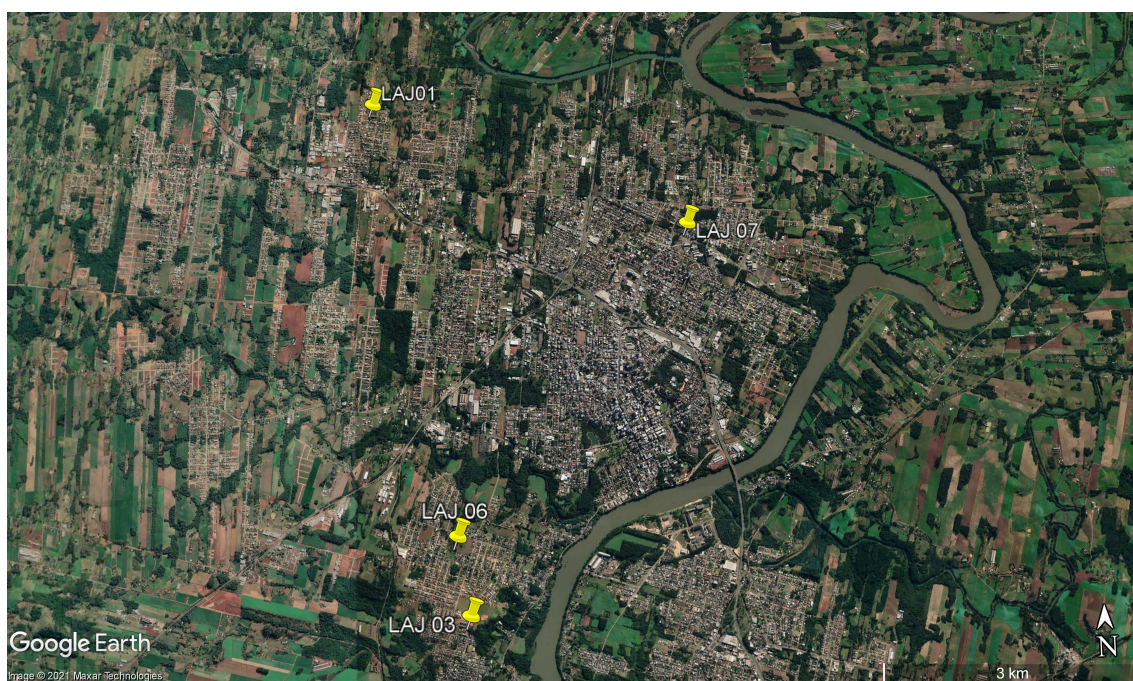 LAJ01
LAJ 07
LAJ 06
LAJ 03
Google Earth
N
Image © 2021 Maxar Technologies
3 km